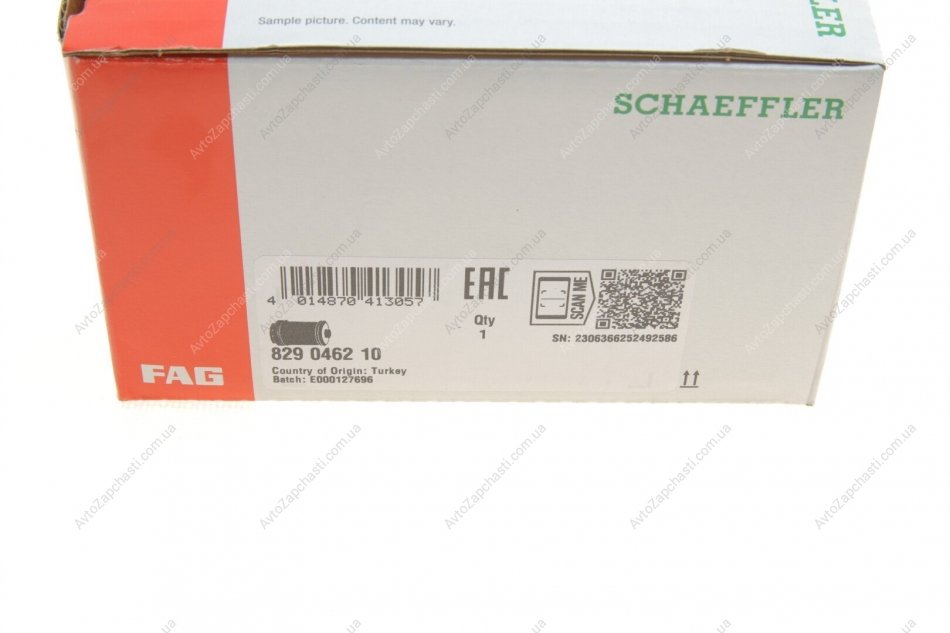 Sample picture. Content may vary.
LER
SCHAEFFLER
4 014870 413057
EAC
Qty
1
SCAN ME
SN: 2306366252492586
829 0462 10
Country of Origin: Turkey
Batch: E000127696
FAG
AvtoZapchasti.com.ua